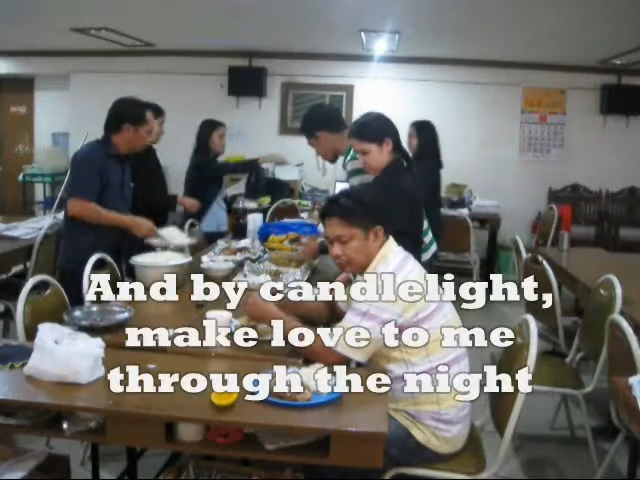 And by candlelight,
make love to me
through the night